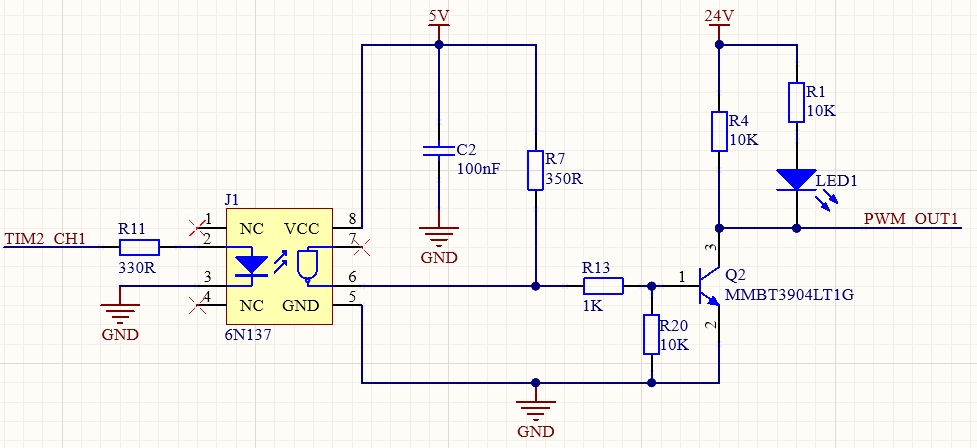 5V
24V
R1
10K
R4
10K
C2
100nF
R7
350R
LED1
J1
1
NC
VCC
8
PWM_OUT1
TIM2_CH1
R11
2
7
GND
3
330R
3
6
R13
1
Q2
MMBT3904LT1G
4
NC
GND
5
1K
GND
6N137
R20
10K
2
GND